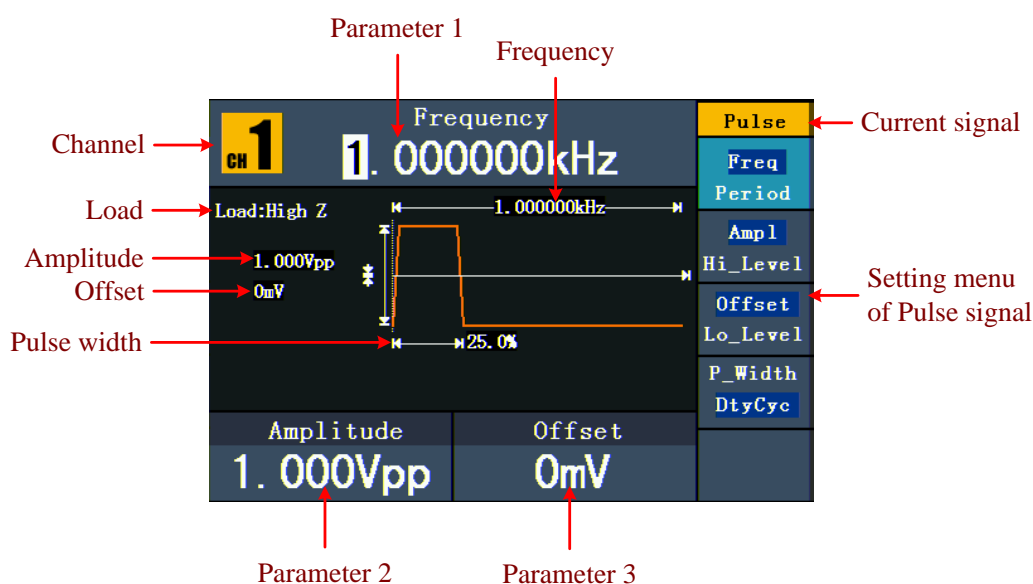 Parameter 1
Frequency
Channel
CH 1
Frequency
1.000000kHz
Pulse
Current signal
Freq
Period
Load
Load:High Z
1.000000kHz
Ampl
Hi_Level
Amplitude
1.000Vpp
Offset
0mV
Offset
Lo_Level
Setting menu
of Pulse signal
Pulse width
25.0%
P_Width
DtyCyc
Amplitude
1.000Vpp
Offset
0mV
Parameter 2
Parameter 3